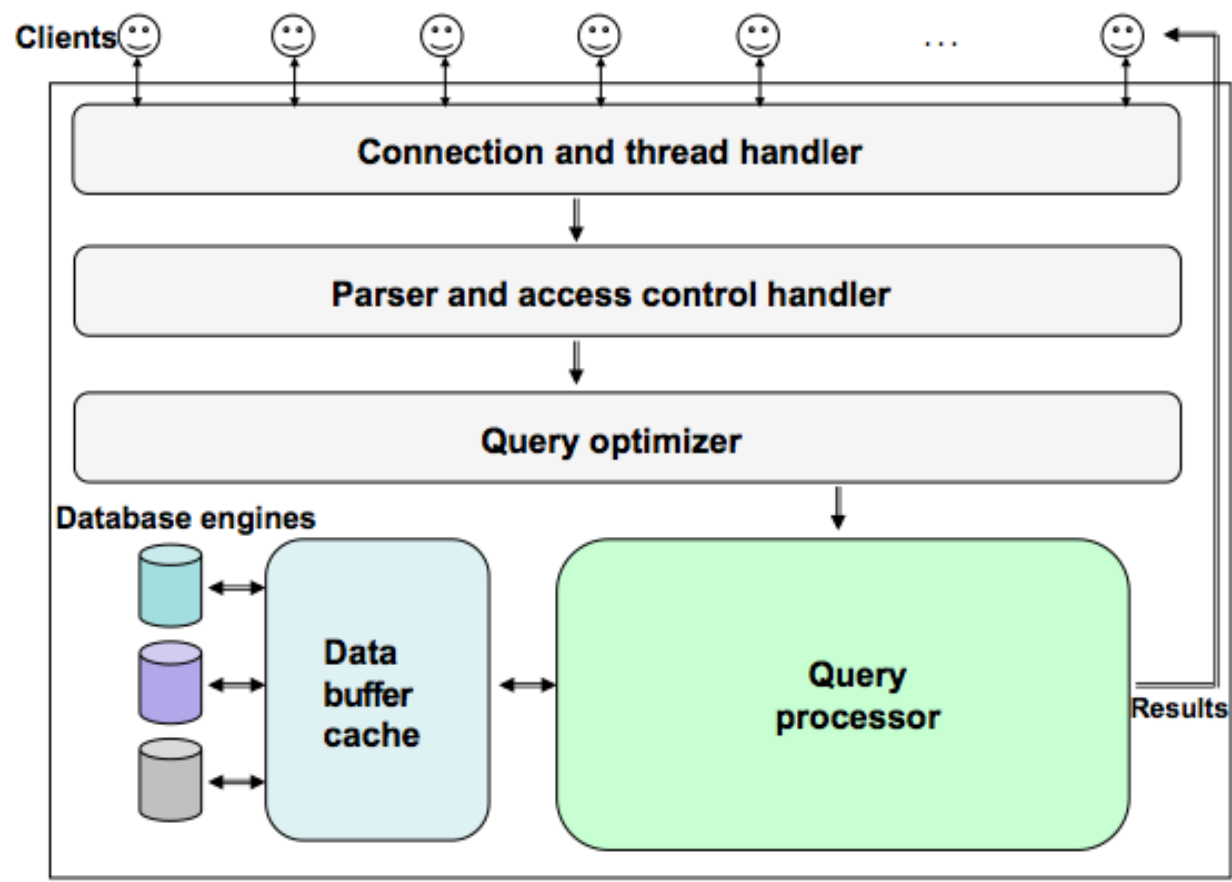 Clients
...
Connection and thread handler
Parser and access control handler
Query optimizer
Database engines
Data
buffer
cache
Query
processor
Results